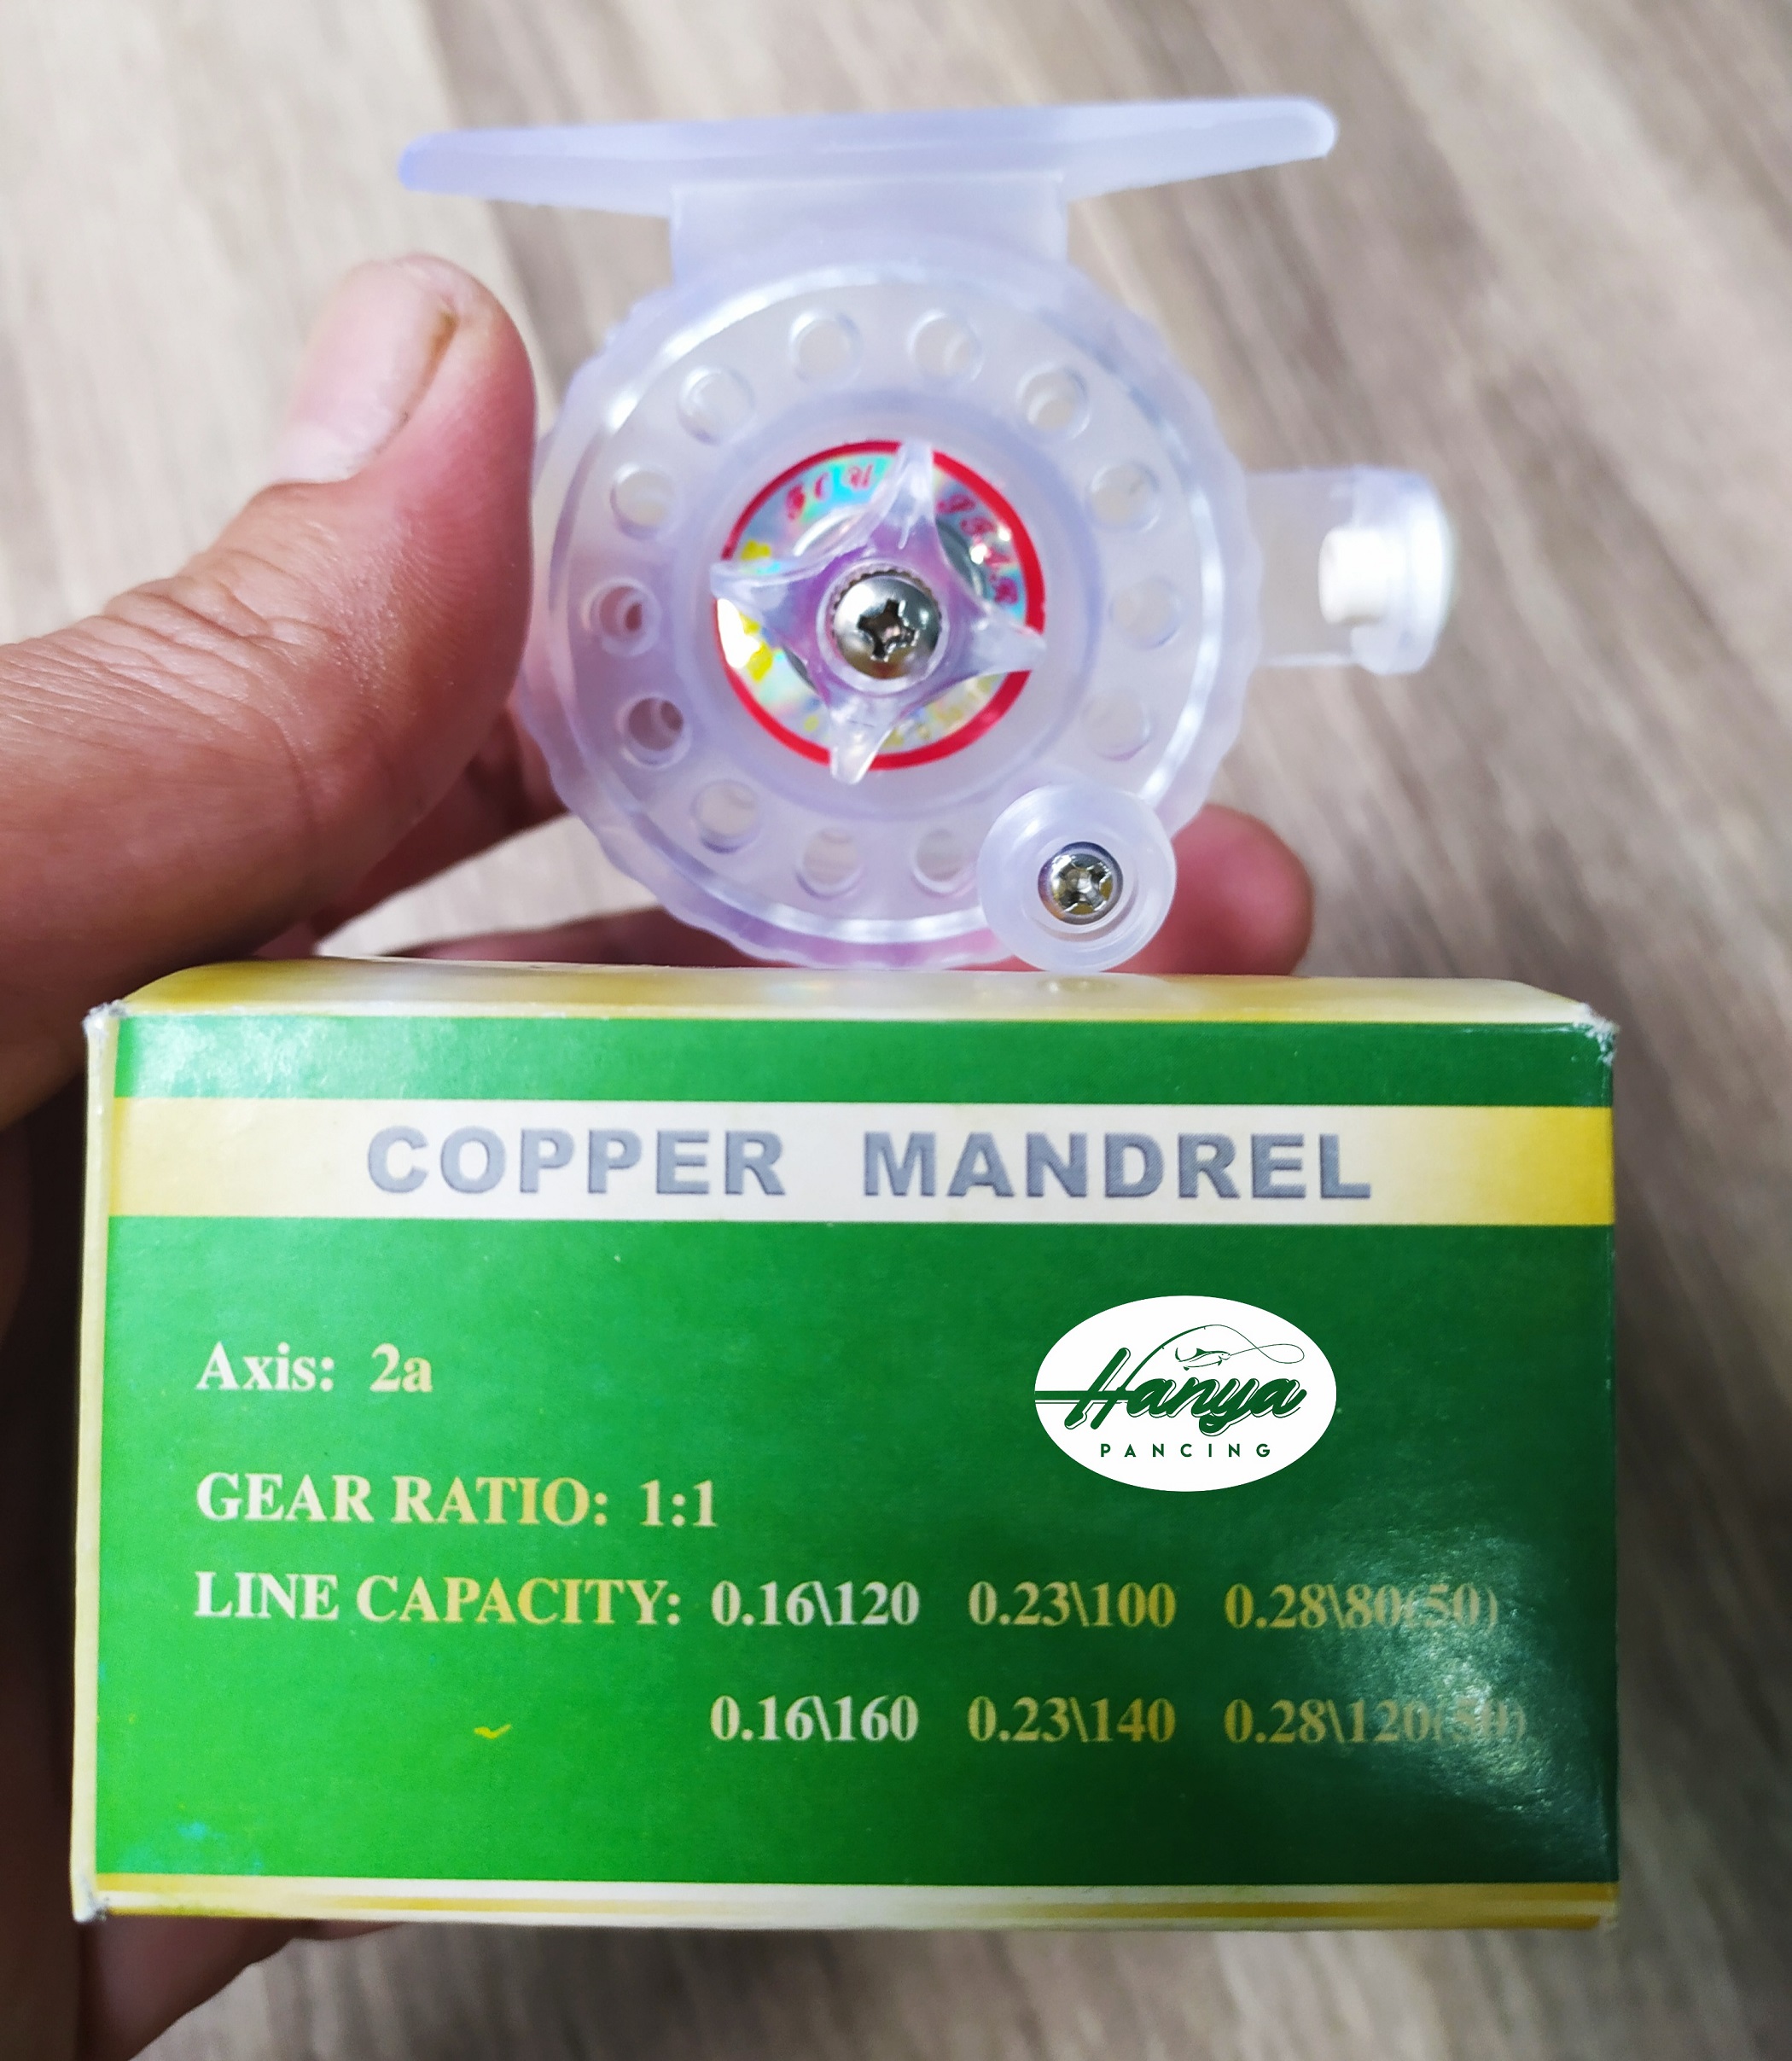 COPPER MANDREL
Axis: 2a
Hanya
PANCING
GEAR RATIO: 1:1
LINE CAPACITY: 0.16\120 0.23\100 0.28\80(50)
0.16\160 0.23\140 0.28\120(50)